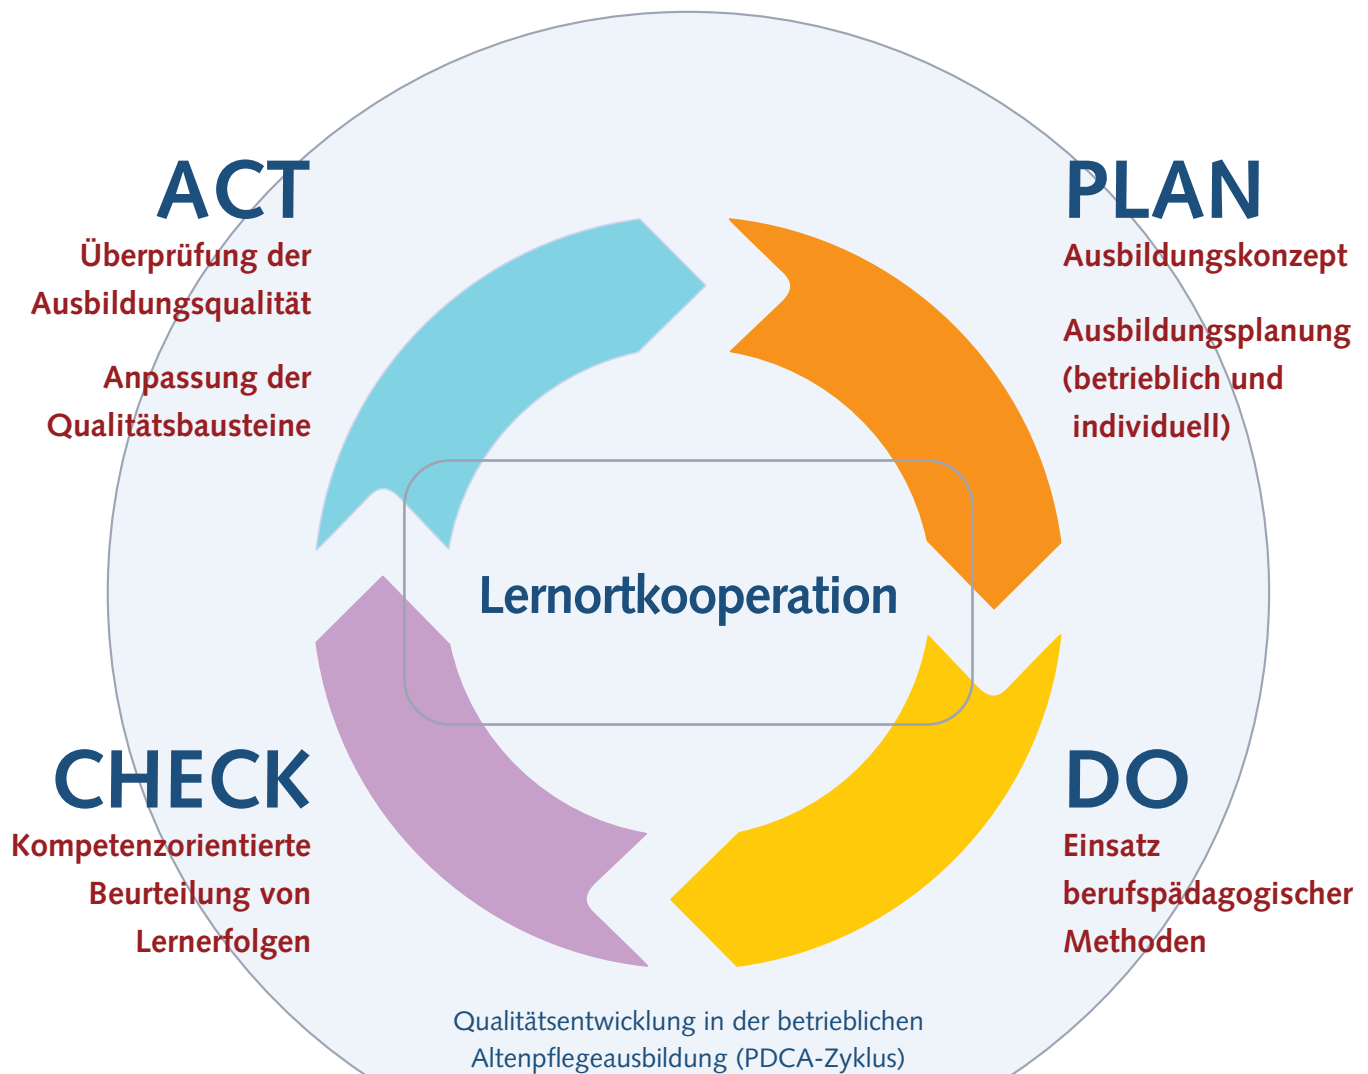 ACT
Überprüfung der
Ausbildungsqualität
Anpassung der
Qualitätsbausteine
PLAN
Ausbildungskonzept
Ausbildungsplanung
(betrieblich und
individuell)
Lernortkooperation
CHECK
Kompetenzorientierte
Beurteilung von
Lernerfolgen
DO
Einsatz
berufspädagogischer
Methoden
Qualitätsentwicklung in der betrieblichen
Altenpflegeausbildung (PDCA-Zyklus)